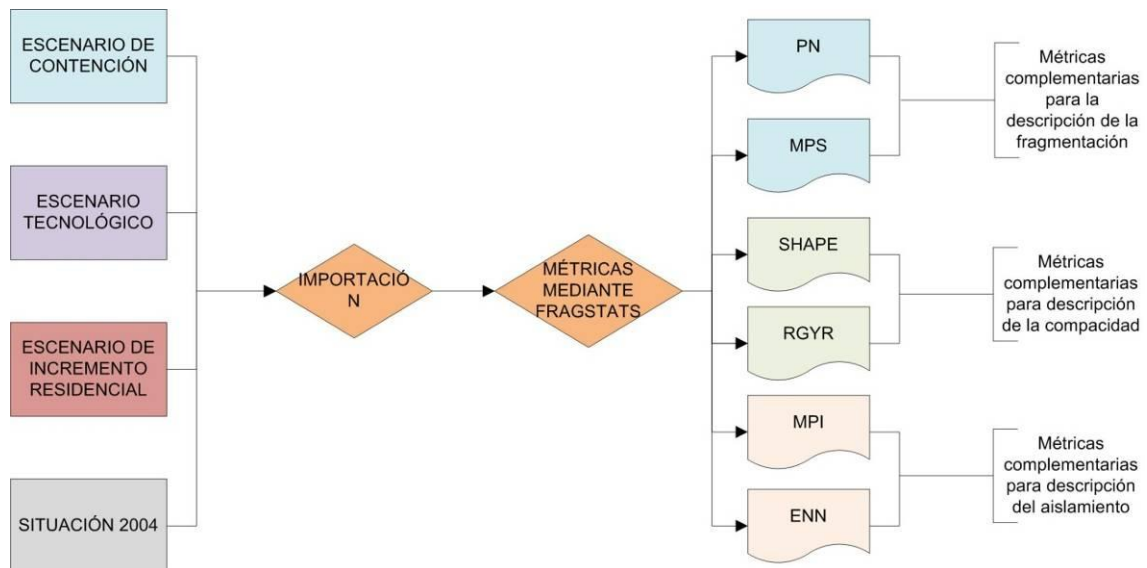 ESCENARIO DE
CONTENCIÓN
ESCENARIO
TECNOLÓGICO
ESCENARIO DE
INCREMENTO
RESIDENCIAL
SITUACIÓN 2004
IMPORTACIÓ
N
MÉTRICAS
MEDIANTE
FRAGSTATS
PN
MPS
SHAPE
RGYR
MPI
ENN
Métricas
complementarias
para la
descripción de la
fragmentación
Métricas
complementarias
para descripción
de la compacidad
Métricas
complementarias
para descripción
del aislamiento